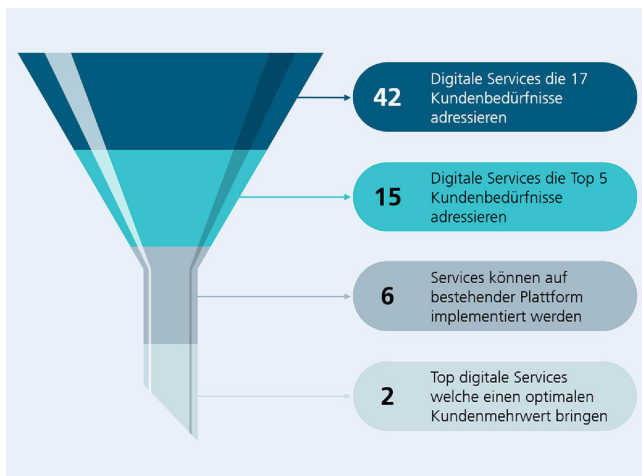 42
Digitale Services die 17
Kundenbedürfnisse
adressieren
15
Digitale Services die Top 5
Kundenbedürfnisse
adressieren
6
Services können auf
bestehender Plattform
implementiert werden
2
Top digitale Services
welche einen optimalen
Kundenmehrwert bringen